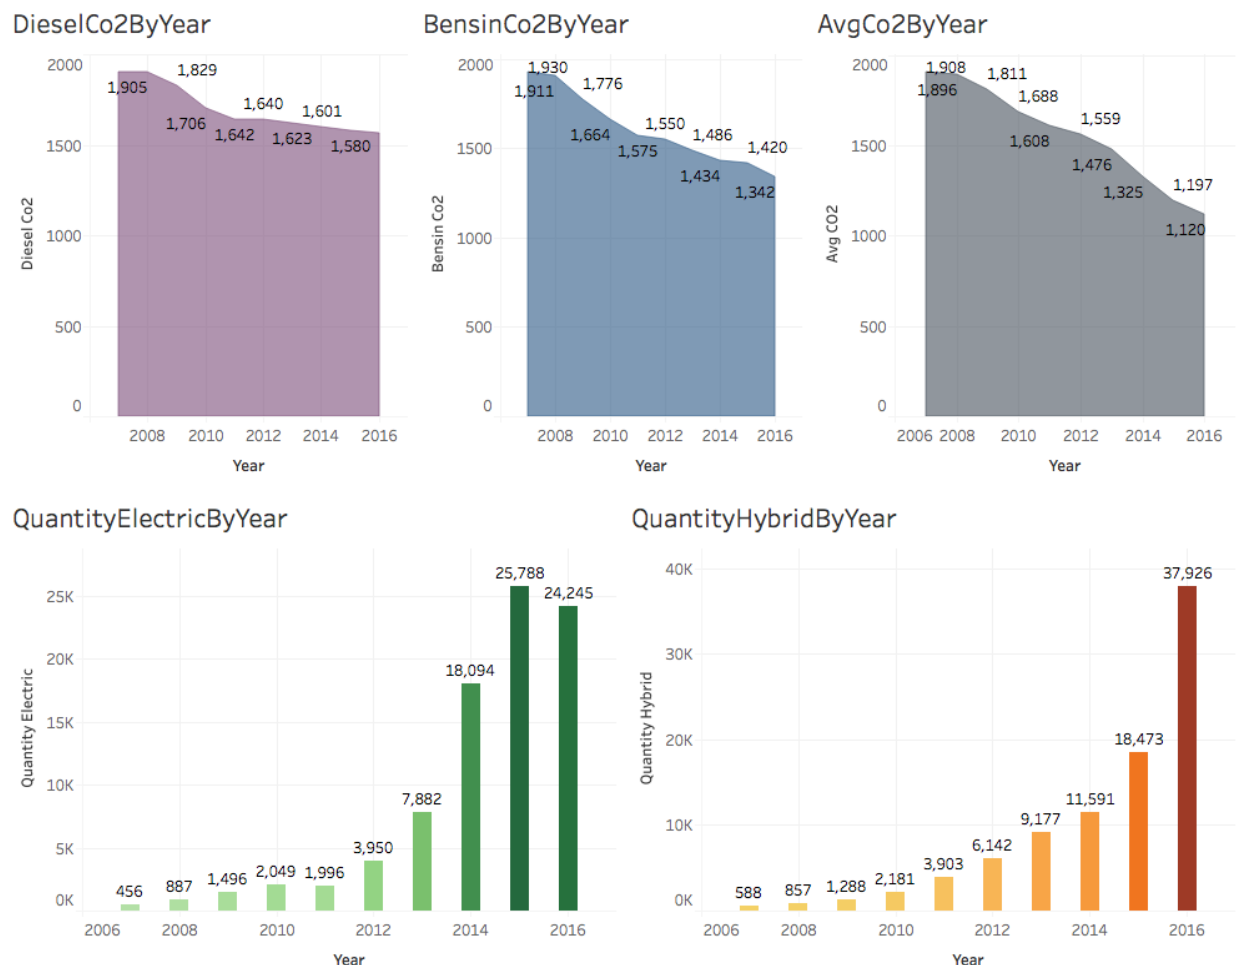 DieselCo2ByYear
2000
1500
1000
500
0
Diesel Co2
1,905
1,829
1,706
1,642
1,640
1,623
1,601
1,580
2008 2010 2012 2014 2016
Year
BensinCo2ByYear
2000
1500
1000
500
0
Bensin Co2
1,930
1,911
1,776
1,664
1,575
1,550
1,486
1,434
1,420
1,342
2008 2010 2012 2014 2016
Year
AvgCo2ByYear
2000
1500
1000
500
0
Avg CO2
1,908
1,896
1,811
1,688
1,608
1,559
1,476
1,325
1,197
1,120
2006 2008 2010 2012 2014 2016
Year
QuantityElectricByYear
25K
20K
15K
10K
5K
0K
Quantity Electric
456
887
1,496
2,049
1,996
3,950
7,882
18,094
25,788
24,245
2006 2008 2010 2012 2014 2016
Year
QuantityHybridByYear
40K
30K
20K
10K
0K
Quantity Hybrid
588
857
1,288
2,181
3,903
6,142
9,177
11,591
18,473
37,926
2006 2008 2010 2012 2014 2016
Year